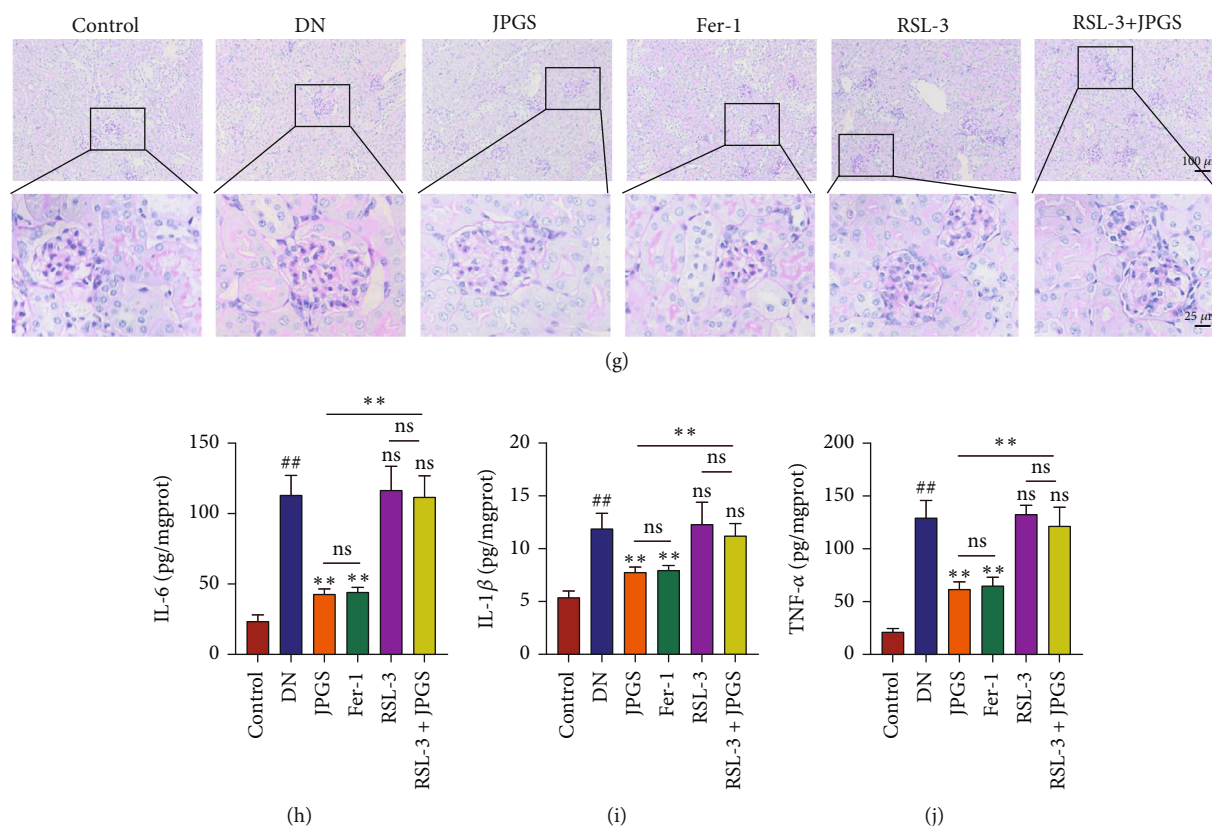 Control DN JPGS Fer-1 RSL-3 RSL-3+JPGS
100 μ
25 μ
(g)
**
ns
ns
ns
##
ns
**
**
150
100
50
0
IL-6 (pg/mgprot)
Control
DN
JPGS
Fer-1
RSL-3
RSL-3 + JPGS
(h)
**
ns
ns
ns
##
ns
**
**
20
15
10
5
0
IL-1β (pg/mgprot)
Control
DN
JPGS
Fer-1
RSL-3
RSL-3 + JPGS
(i)
**
ns
ns
ns
##
ns
**
**
200
150
100
50
0
TNF-α (pg/mgprot)
Control
DN
JPGS
Fer-1
RSL-3
RSL-3 + JPGS
(j)